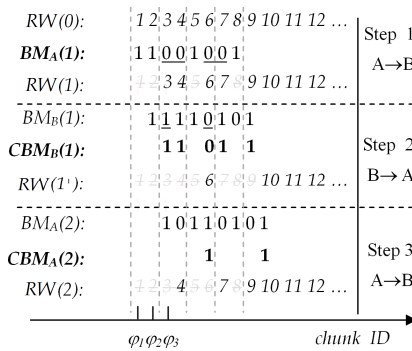 RW(0): 1 2 3 4 5 6 7 8 9 10 11 12 ...
BM_A(1): 1 1 0 0 1 0 0 1
Step 1
A→B
RW(1): 1 2 3 4 5 6 7 8 9 10 11 12 ...
BM_B(1): 1 1 1 1 0 1 0 1
CBM_B(1): 1 1 0 1 1
Step 2
B→A
RW(1'): 1 2 3 4 5 6 7 8 9 10 11 12 ...
BM_A(2): 1 0 1 1 0 1 0 1
CBM_A(2): 1 1
Step 3
A→B
RW(2): 1 2 3 4 5 6 7 8 9 10 11 12 ...
φ1 φ2 φ3 chunk ID